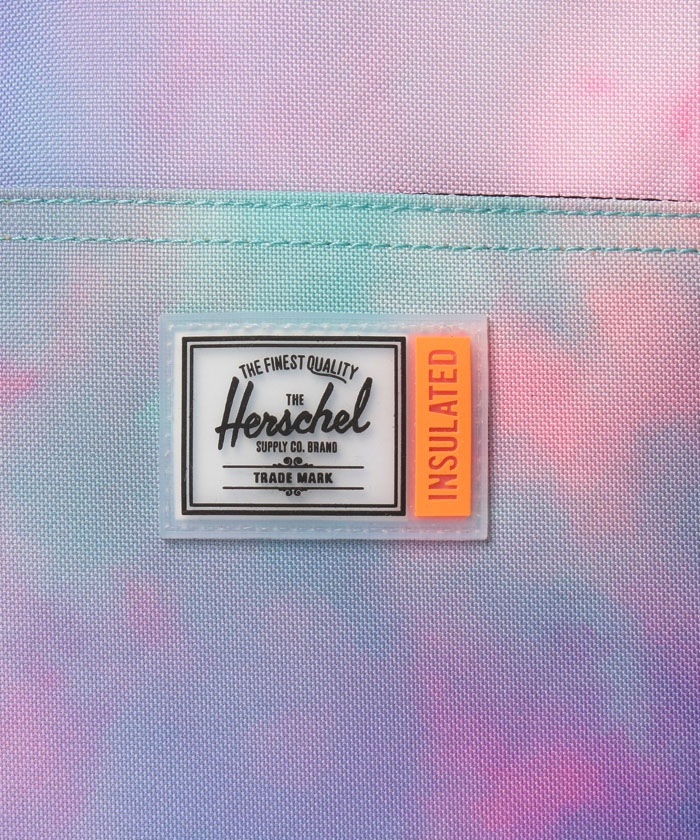 THE FINEST QUALITY
THE
Herschel
SUPPLY CO. BRAND
TRADE MARK
INSULATED